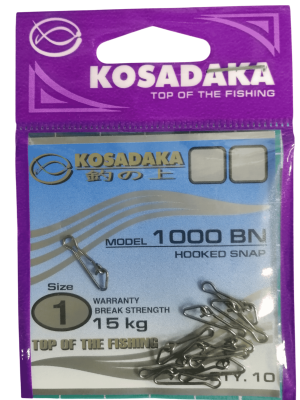 KOSADAKA
TOP OF THE FISHING
KOSADAKA
釣の上
MODEL 1000 BN
HOOKED SNAP
Size
1
WARRANTY
BREAK STRENGTH
15 kg
TOP OF THE FISHING
TY. 10